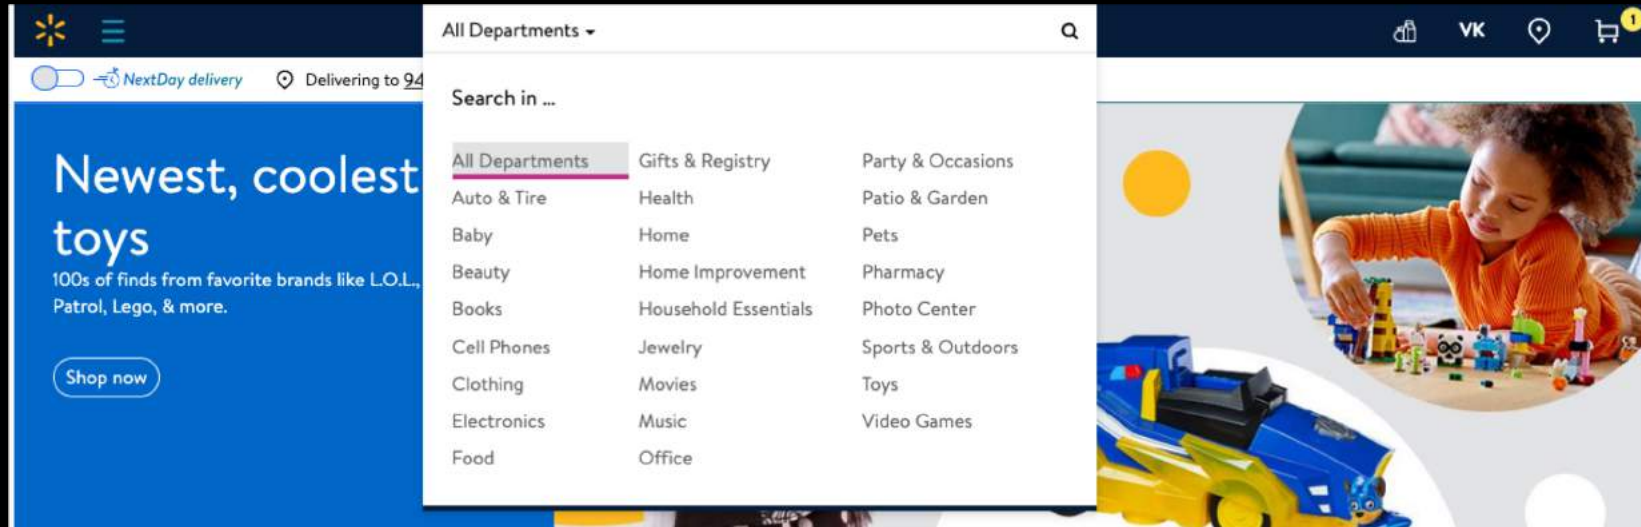 All Departments
VK
1
NextDay delivery
Delivering to 94
Search in ...
All Departments
Auto & Tire
Baby
Beauty
Books
Cell Phones
Clothing
Electronics
Food
Gifts & Registry
Health
Home
Home Improvement
Household Essentials
Jewelry
Movies
Music
Office
Party & Occasions
Patio & Garden
Pets
Pharmacy
Photo Center
Sports & Outdoors
Toys
Video Games
Newest, coolest
toys
100s of finds from favorite brands like L.O.L.,
Patrol, Lego, & more.
Shop now